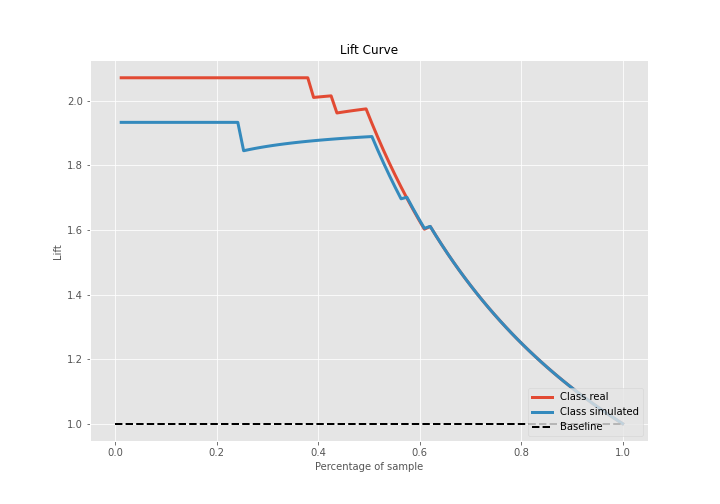 Lift Curve
Lift
2.0
1.8
1.6
1.4
1.2
1.0
0.0 0.2 0.4 0.6 0.8 1.0
Percentage of sample
Class real
Class simulated
Baseline